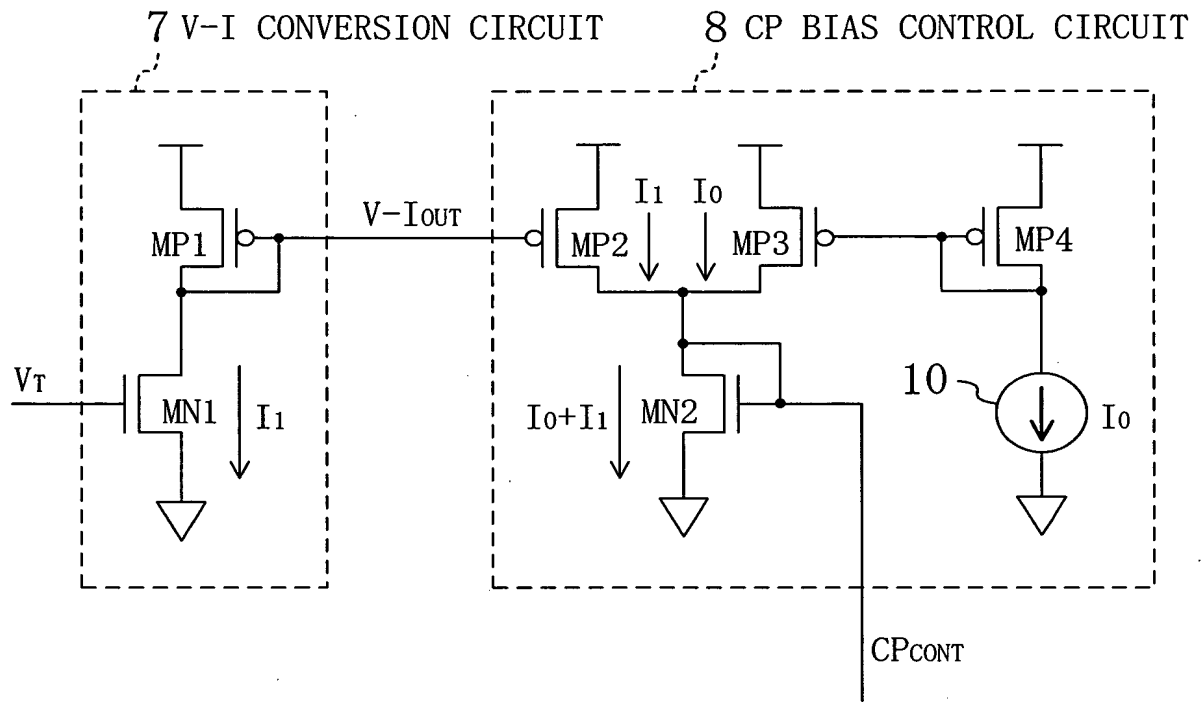 7 V-I CONVERSION CIRCUIT
8 CP BIAS CONTROL CIRCUIT
V-IOUT
I1
I0
MP1
MP2
MP3
MP4
VT
MN1
I1
I0+I1
MN2
10
I0
CPCONT